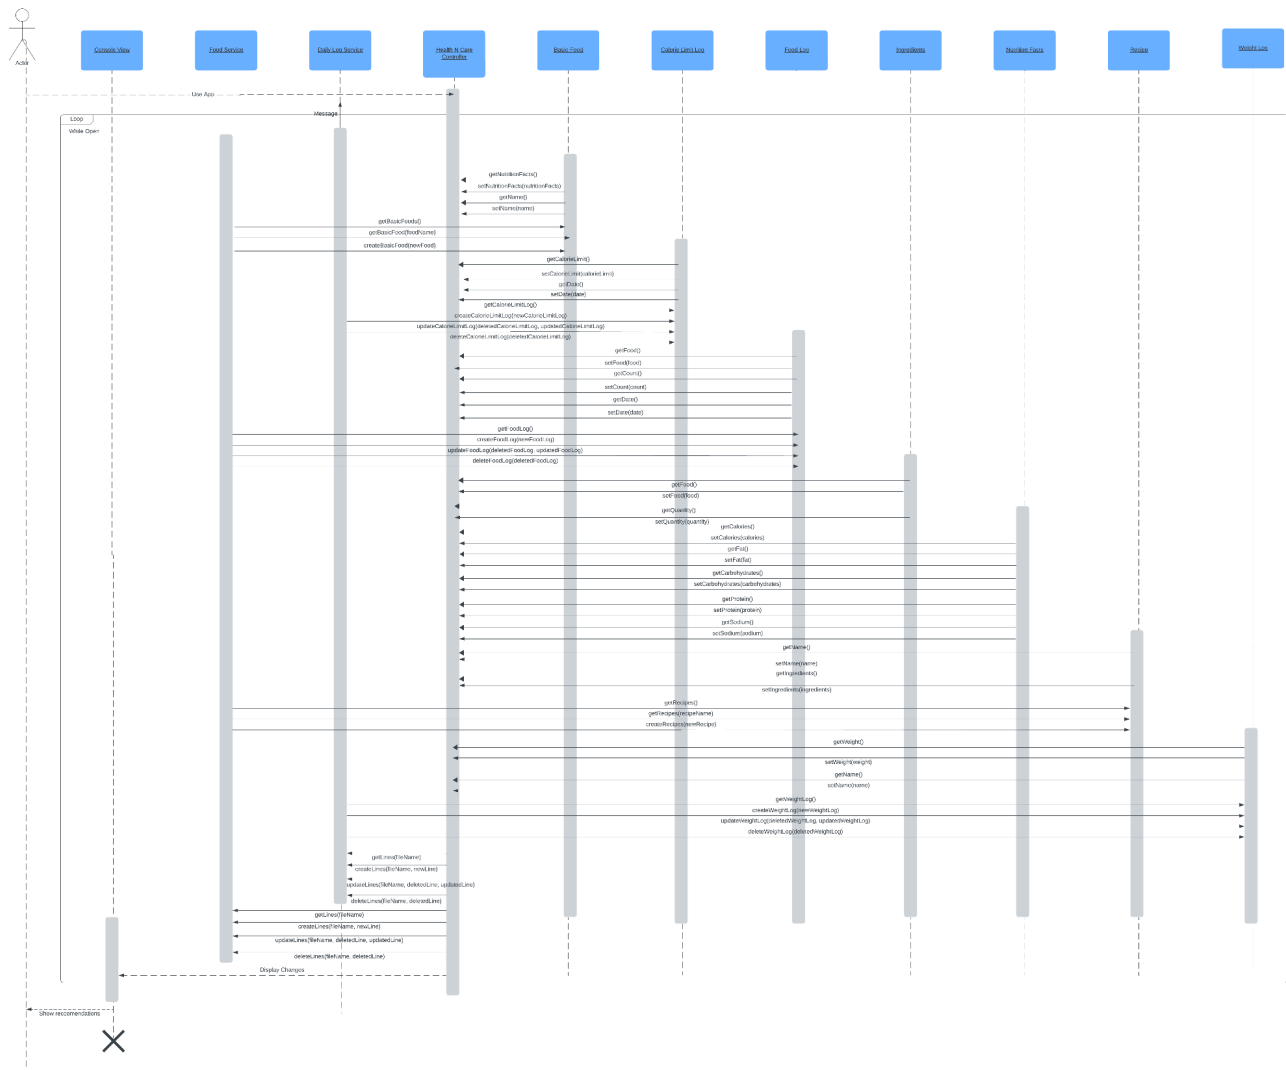 Actor
Console View
Food Service
Daily Log Service
Health N Care
Controller
Basic Food
Calorie Limit Log
Food Log
Ingredients
Nutrition Facts
Recipe
Weight Log
Use App
Message
Loop
While Open
getNutritionFacts()
setNutritionFacts(nutritionFacts)
getName()
setName(name)
getBasicFoods()
getBasicFood(foodName)
createBasicFood(newFood)
getCalorieLimit()
setCalorieLimit(calorieLimit)
getDate()
setDate(date)
getCalorieLimitLog()
createCalorieLimitLog(newCalorieLimitLog)
updateCalorieLimitLog(deletedCalorieLimitLog, updatedCalorieLimitLog)
deleteCalorieLimitLog(deletedCalorieLimitLog)
getFood()
setFood(food)
getCount()
setCount(count)
getDate()
setDate(date)
getFoodLog()
createFoodLog(newFoodLog)
updateFoodLog(deletedFoodLog, updatedFoodLog)
deleteFoodLog(deletedFoodLog)
getFood()
setFood(food)
getQuantity()
setQuantity(quantity)
getCalories()
setCalories(calories)
getFat()
setFat(fat)
getCarbohydrates()
setCarbohydrates(carbohydrates)
getProtein()
setProtein(protein)
getSodium()
setSodium(sodium)
getName()
setName(name)
getIngredients()
setIngredients(ingredients)
getRecipes()
getRecipes(recipeName)
createRecipes(newRecipe)
getWeight()
setWeight(weight)
getName()
setName(name)
getWeightLog()
createWeightLog(newWeightLog)
updateWeightLog(deletedWeightLog, updatedWeightLog)
deleteWeightLog(deletedWeightLog)
getLines(fileName)
createLines(fileName, newLine)
updateLines(fileName, deletedLine, updatedLine)
deleteLines(fileName, deletedLine)
getLines(fileName)
createLines(fileName, newLine)
updateLines(fileName, deletedLine, updatedLine)
deleteLines(fileName, deletedLine)
Display Changes
Show reccomendations